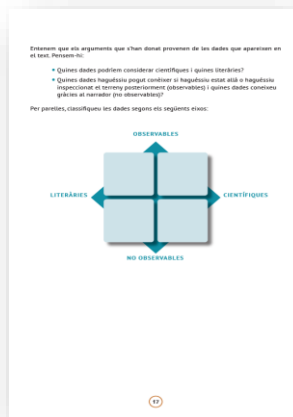 Entenem que els arguments que s'han donat provenen de les dades que apareixen en
el text. Pensem-hi:
• Quines dades podríem considerar científiques i quines literàries?
• Quines dades haguéssiu pogut conèixer si haguéssiu estat allà o haguéssiu
inspeccionat el terreny posteriorment (observables) i quines dades coneixeu
gràcies al narrador (no observables)?
Per parelles, classifiqueu les dades segons els següents eixos:
OBSERVABLES
LITERÀRIES
CIENTÍFIQUES
NO OBSERVABLES